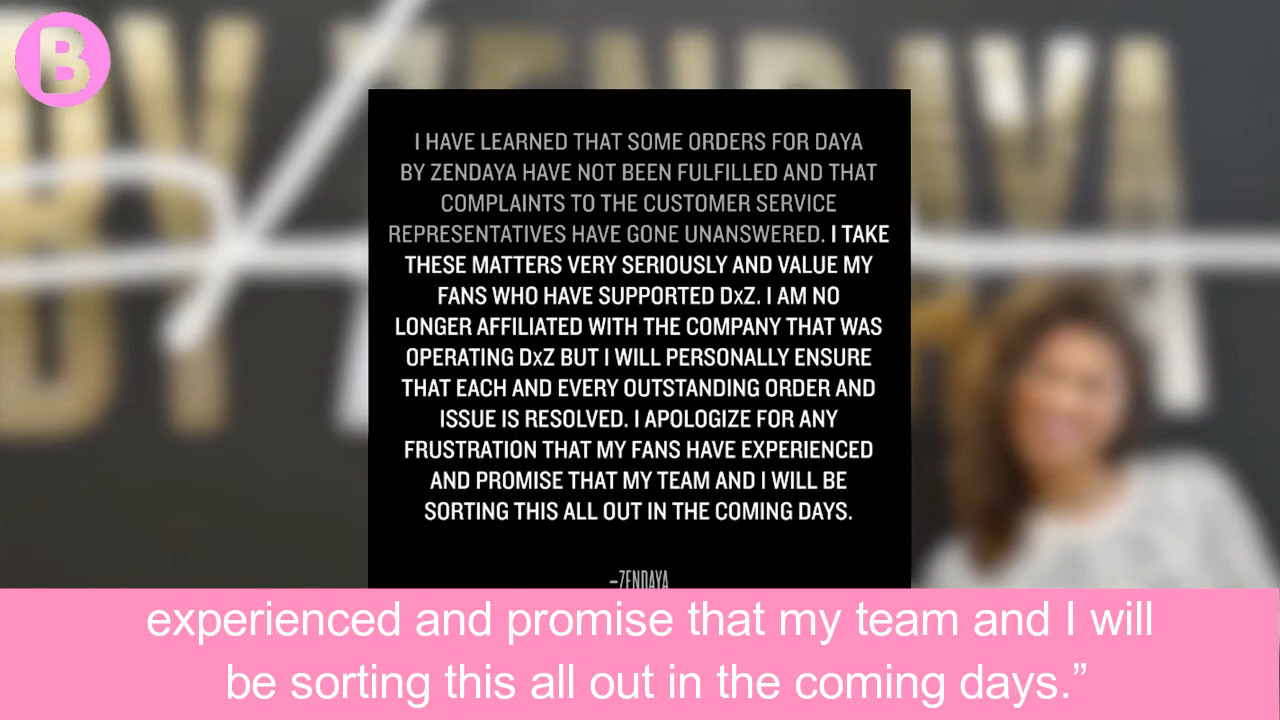 B
BY ZENDAYA
I HAVE LEARNED THAT SOME ORDERS FOR DAYA
BY ZENDAYA HAVE NOT BEEN FULFILLED AND THAT
COMPLAINTS TO THE CUSTOMER SERVICE
REPRESENTATIVES HAVE GONE UNANSWERED. I TAKE
THESE MATTERS VERY SERIOUSLY AND VALUE MY
FANS WHO HAVE SUPPORTED DxZ. I AM NO
LONGER AFFILIATED WITH THE COMPANY THAT WAS
OPERATING DxZ BUT I WILL PERSONALLY ENSURE
THAT EACH AND EVERY OUTSTANDING ORDER AND
ISSUE IS RESOLVED. I APOLOGIZE FOR ANY
FRUSTRATION THAT MY FANS HAVE EXPERIENCED
AND PROMISE THAT MY TEAM AND I WILL BE
SORTING THIS ALL OUT IN THE COMING DAYS.
–ZENDAYA
experienced and promise that my team and I will
be sorting this all out in the coming days.”